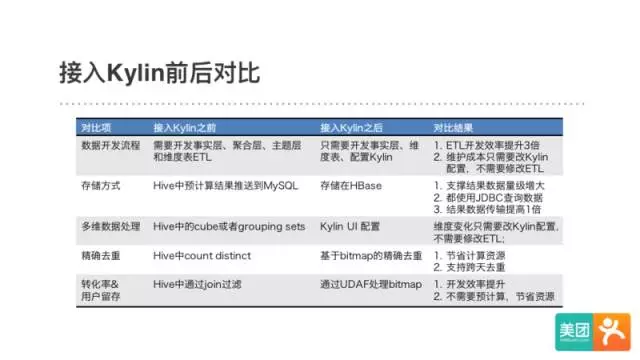 接入Kylin前后对比
对比项 接入Kylin之前 接入Kylin之后 对比结果
数据开发流程 需要开发事实层、聚合层、主题层 只需要开发事实层、维 1. ETL开发效率提升3倍
和维度表ETL 度表、配置Kylin 2. 维护成本只需要改Kylin
配置，不需要修改ETL
存储方式 Hive中预计算结果推送到MySQL 存储在HBase 1. 支撑结果数据量级增大
2. 都使用JDBC查询数据
3. 结果数据传输提高1倍
多维数据处理 Hive中的cube或者grouping sets Kylin UI 配置 维度变化只需要改Kylin配置，
不需要修改ETL;
精确去重 Hive中count distinct 基于bitmap的精确去重 1. 节省计算资源
2. 支持跨天去重
转化率& Hive中通过join过滤 通过UDAF处理bitmap 1. 开发效率提升
用户留存 2. 不需要预计算，节省资源
美团